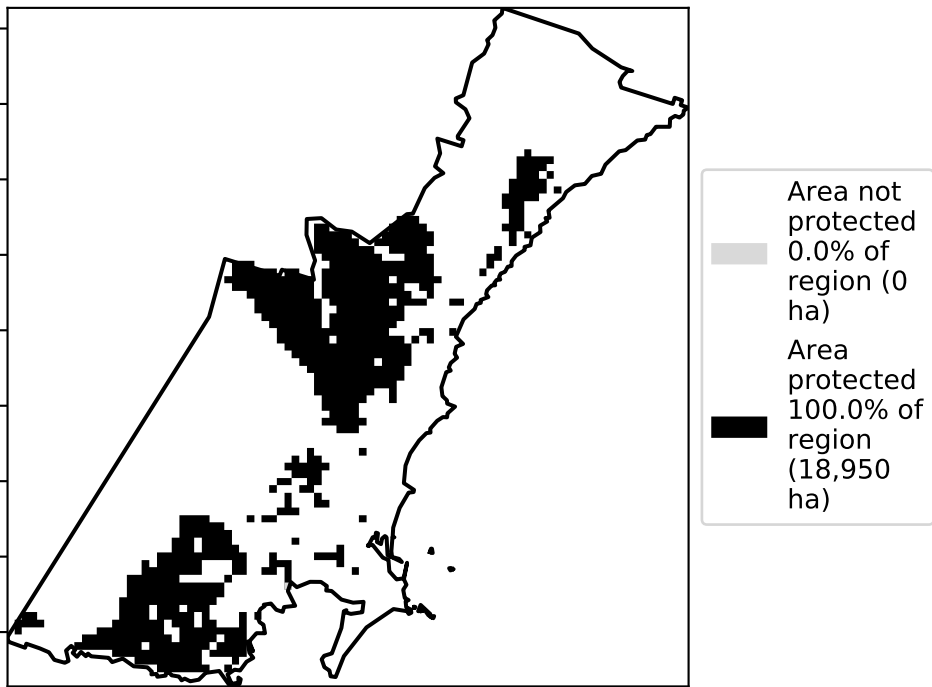 Area not
protected
0.0% of
region (0
ha)
Area
protected
100.0% of
region
(18,950
ha)